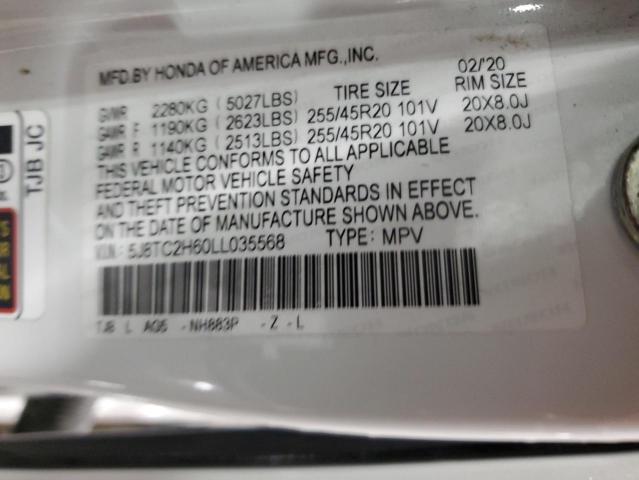 MFD.BY HONDA OF AMERICA MFG.,INC. 02/'20
TIRE SIZE RIM SIZE
GVWR 2280KG ( 5027LBS)
GAWR F 1190KG ( 2623LBS) 255/45R20 101V 20X8.0J
GAWR R 1140KG ( 2513LBS) 255/45R20 101V 20X8.0J
THIS VEHICLE CONFORMS TO ALL APPLICABLE
FEDERAL MOTOR VEHICLE SAFETY
AND THEFT PREVENTION STANDARDS IN EFFECT
ON THE DATE OF MANUFACTURE SHOWN ABOVE.
V.I.N.: 5J8TC2H60LL035568 TYPE: MPV
TJB L AQ5 -NH883P -Z -L
TJB JC